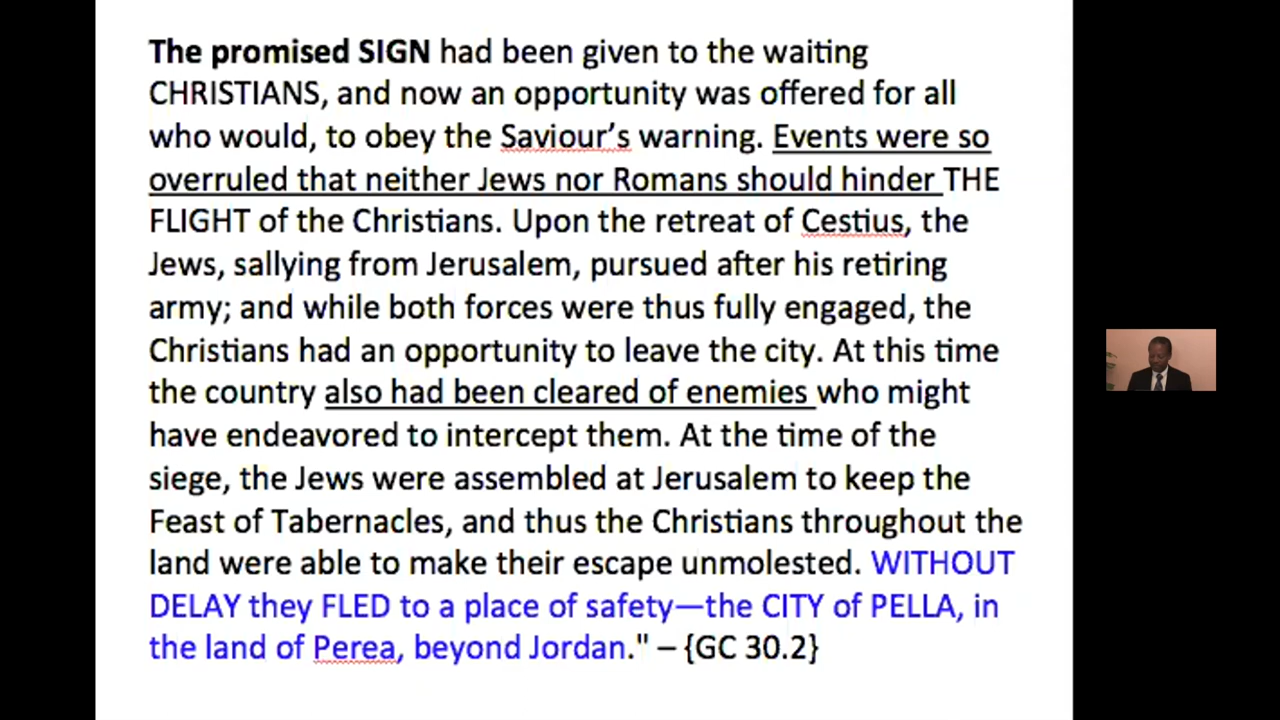 The promised SIGN had been given to the waiting
CHRISTIANS, and now an opportunity was offered for all
who would, to obey the Saviour's warning. Events were so
overruled that neither Jews nor Romans should hinder THE
FLIGHT of the Christians. Upon the retreat of Cestius, the
Jews, sallying from Jerusalem, pursued after his retiring
army; and while both forces were thus fully engaged, the
Christians had an opportunity to leave the city. At this time
the country also had been cleared of enemies who might
have endeavored to intercept them. At the time of the
siege, the Jews were assembled at Jerusalem to keep the
Feast of Tabernacles, and thus the Christians throughout the
land were able to make their escape unmolested. WITHOUT
DELAY they FLED to a place of safety—the CITY of PELLA, in
the land of Perea, beyond Jordan." – {GC 30.2}